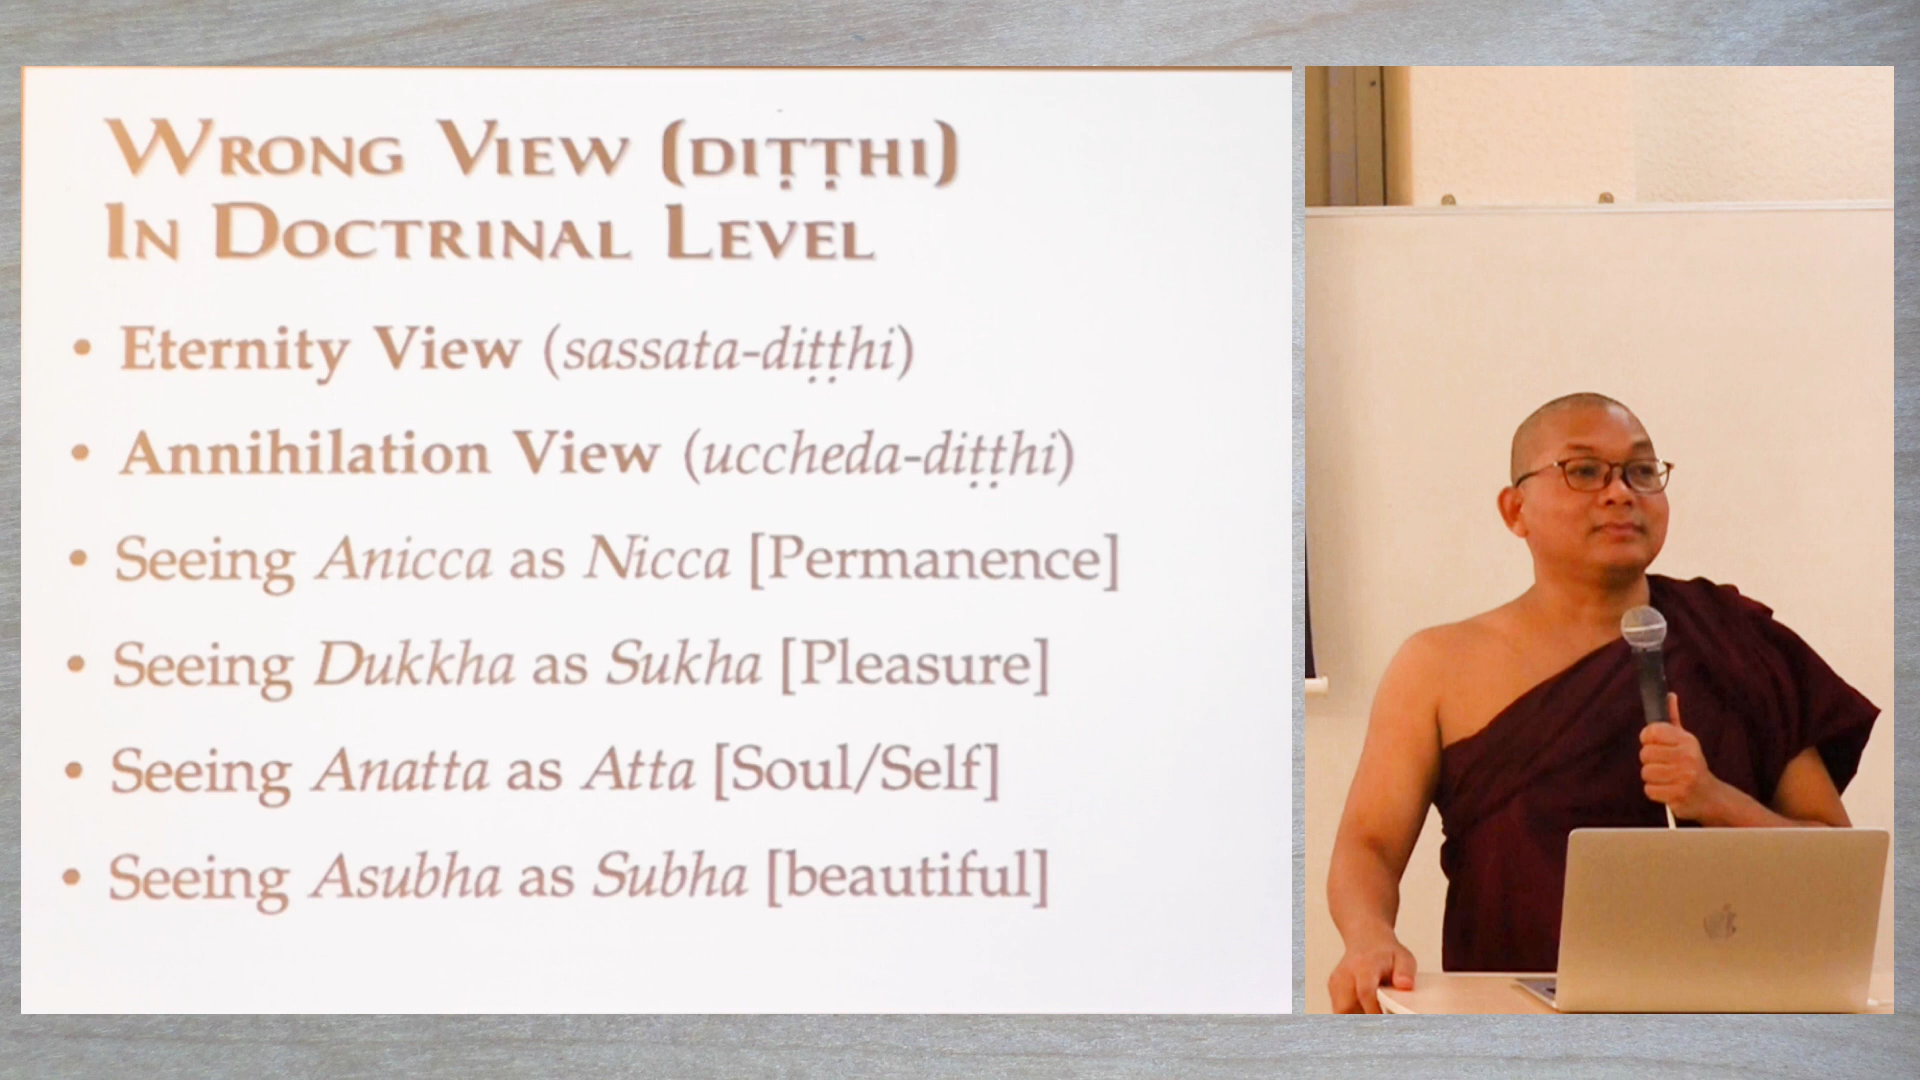 WRONG VIEW (DIṬṬHI)
IN DOCTRINAL LEVEL
• Eternity View (sassata-diṭṭhi)
• Annihilation View (uccheda-diṭṭhi)
• Seeing Anicca as Nicca [Permanence]
• Seeing Dukkha as Sukha [Pleasure]
• Seeing Anatta as Atta [Soul/Self]
• Seeing Asubha as Subha [beautiful]